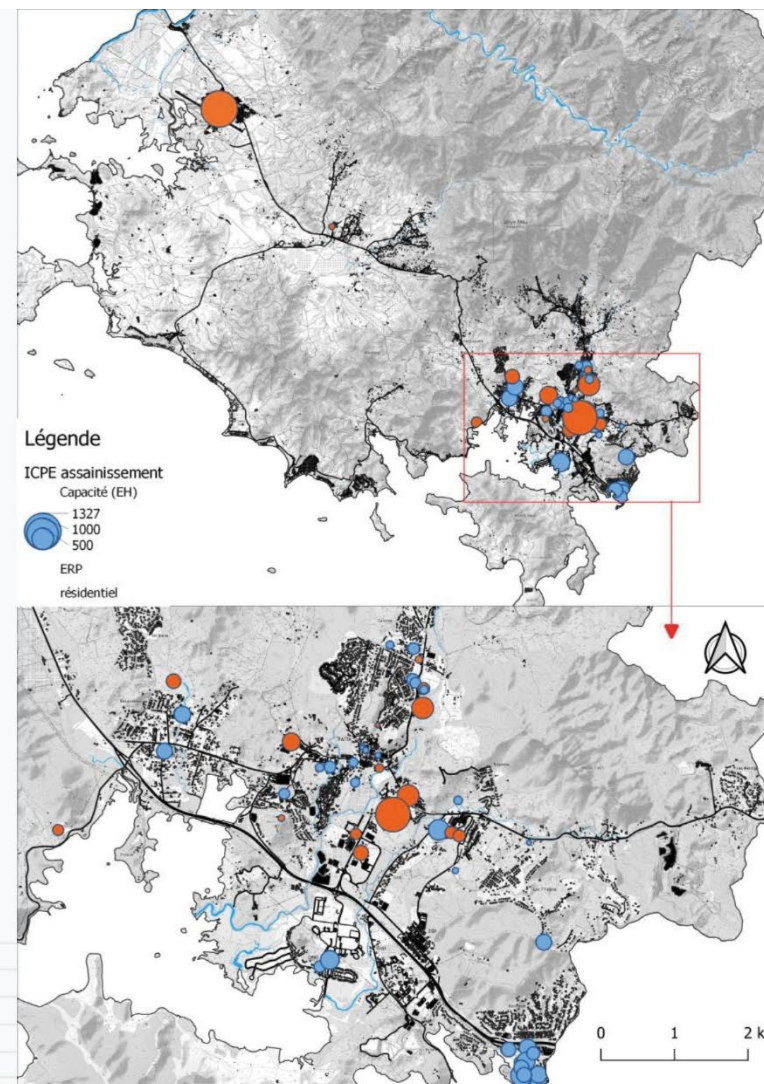 Légende
ICPE assainissement
Capacité (EH)
1327
1000
500
ERP
résidentiel
0 1 2 k